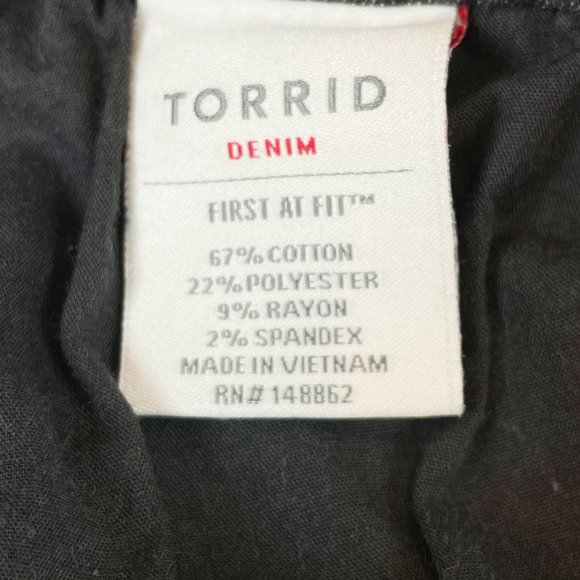 TORRID
DENIM
FIRST AT FIT™
67% COTTON
22% POLYESTER
9% RAYON
2% SPANDEX
MADE IN VIETNAM
RN# 148862